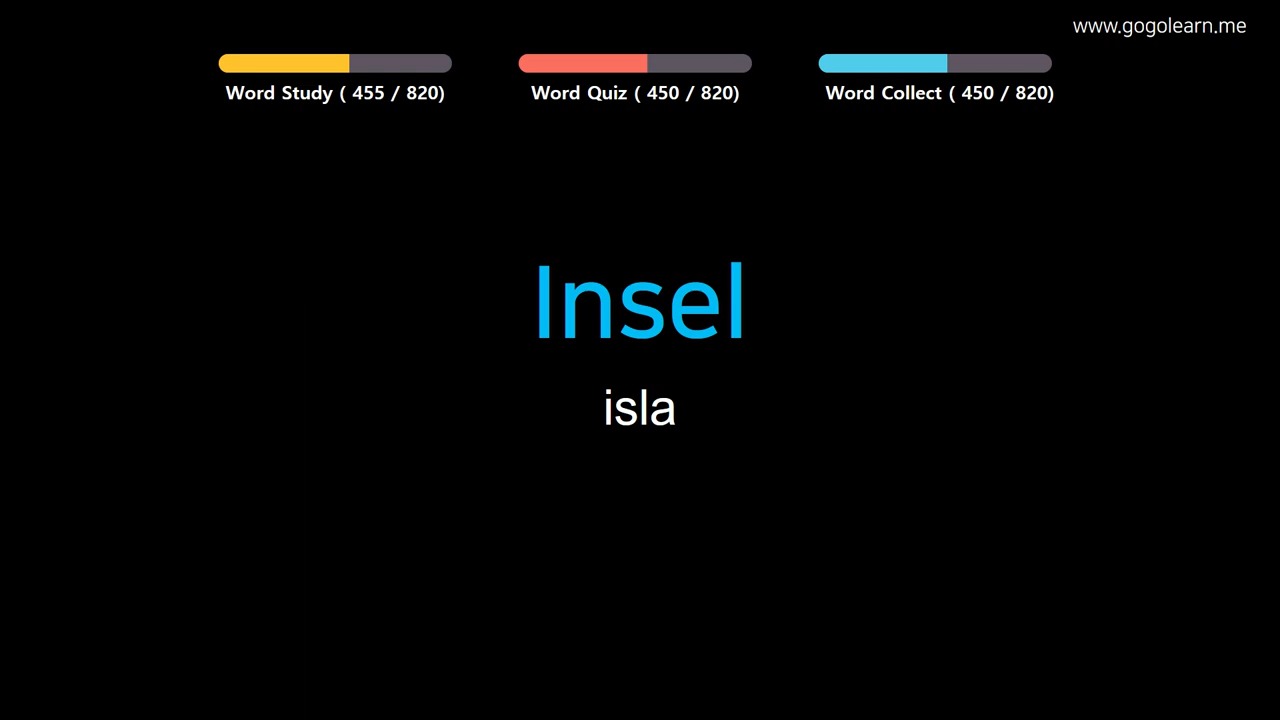 www.gogolearn.me
Word Study ( 455 / 820)
Word Quiz ( 450 / 820)
Word Collect ( 450 / 820)
Insel
isla